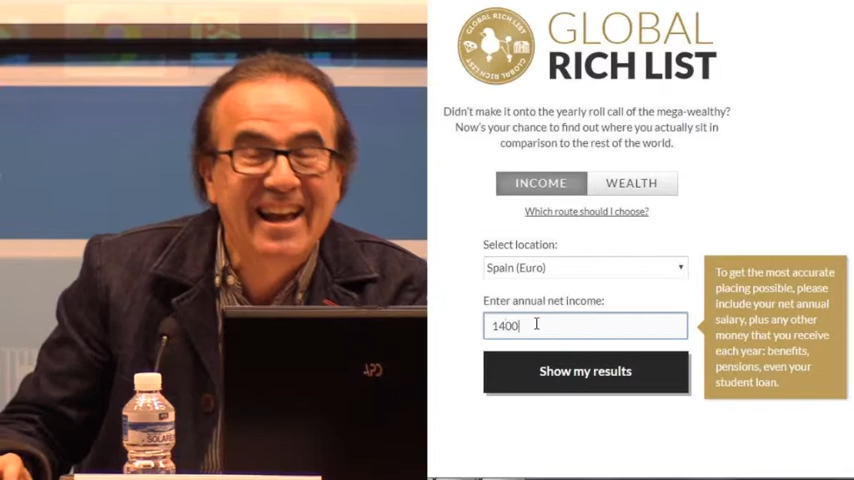 GLOBAL RICH LIST
GLOBAL RICH LIST
GLOBAL
RICH LIST
Didn't make it onto the yearly roll call of the mega-wealthy?
Now's your chance to find out where you actually sit in
comparison to the rest of the world.
INCOME
WEALTH
Which route should I choose?
Select location:
Spain (Euro)
Enter annual net income:
1400
Show my results
To get the most accurate
placing possible, please
include your net annual
salary, plus any other
money that you receive
each year: benefits,
pensions, even your
student loan.
SOLARES